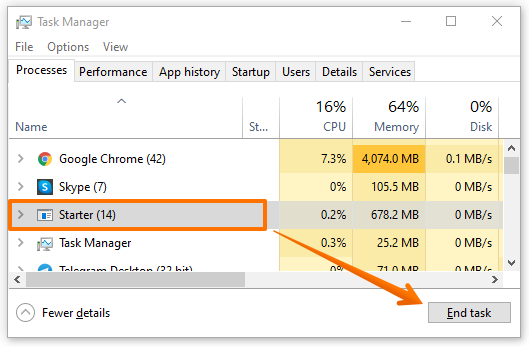 Task Manager
File Options View
Processes Performance App history Startup Users Details Services
16% 64% 0%
Name St... CPU Memory Disk
Google Chrome (42) 7.3% 4,074.0 MB 0.1 MB/s
Skype (7) 0% 105.5 MB 0 MB/s
Starter (14) 0.2% 678.2 MB 0 MB/s
Task Manager 0.3% 25.2 MB 0 MB/s
Telegram Desktop (32 bit) 0% 71.0 MB 0 MB/s
Fewer details End task